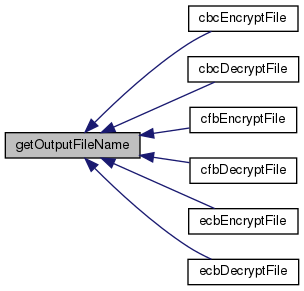 cbcEncryptFile
cbcDecryptFile
cfbEncryptFile
getOutputFileName
cfbDecryptFile
ecbEncryptFile
ecbDecryptFile